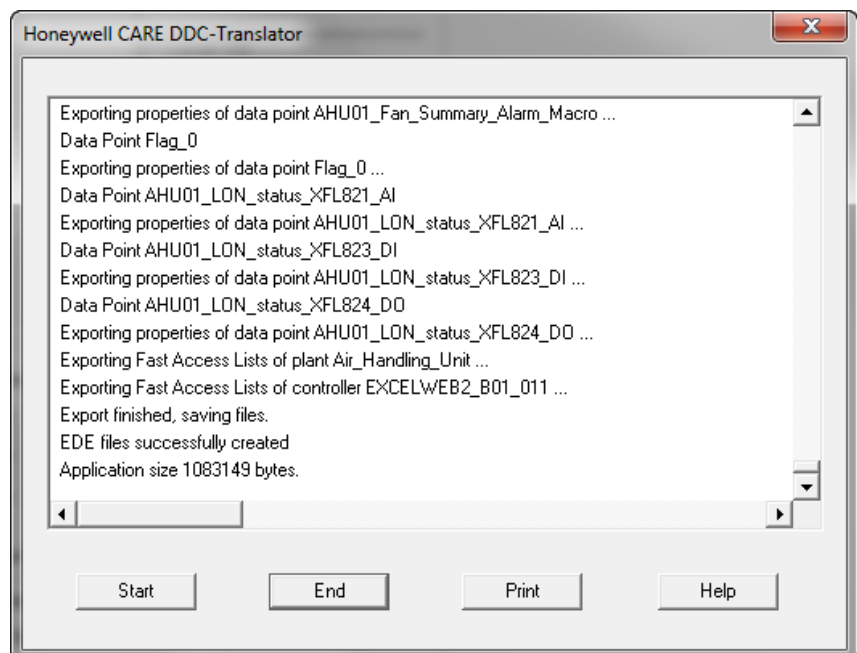 Honeywell CARE DDC-Translator
Exporting properties of data point AHU01_Fan_Summary_Alarm_Macro ...
Data Point Flag_0
Exporting properties of data point Flag_0 ...
Data Point AHU01_LON_status_XFL821_AI
Exporting properties of data point AHU01_LON_status_XFL821_AI ...
Data Point AHU01_LON_status_XFL823_DI
Exporting properties of data point AHU01_LON_status_XFL823_DI ...
Data Point AHU01_LON_status_XFL824_DO
Exporting properties of data point AHU01_LON_status_XFL824_DO ...
Exporting Fast Access Lists of plant Air_Handling_Unit ...
Exporting Fast Access Lists of controller EXCELWEB2_B01_011 ...
Export finished, saving files.
EDE files successfully created
Application size 1083149 bytes.
Start
End
Print
Help